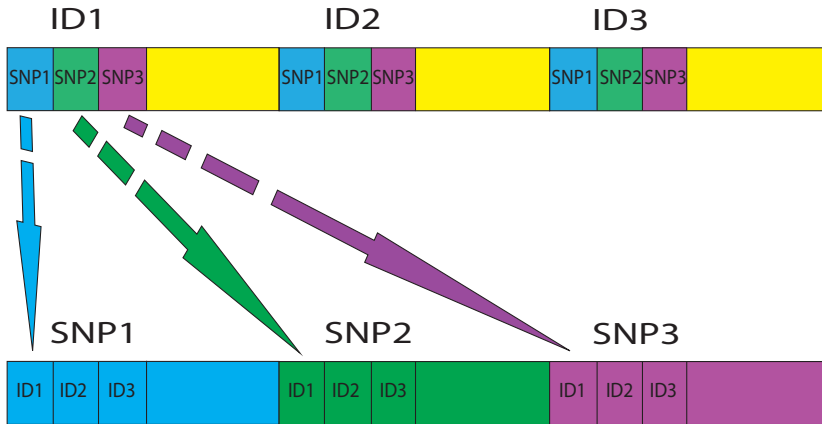 ID1 ID2 ID3
SNP1 SNP2 SNP3 SNP1 SNP2 SNP3 SNP1 SNP2 SNP3
SNP1 SNP2 SNP3
ID1 ID2 ID3 ID1 ID2 ID3 ID1 ID2 ID3